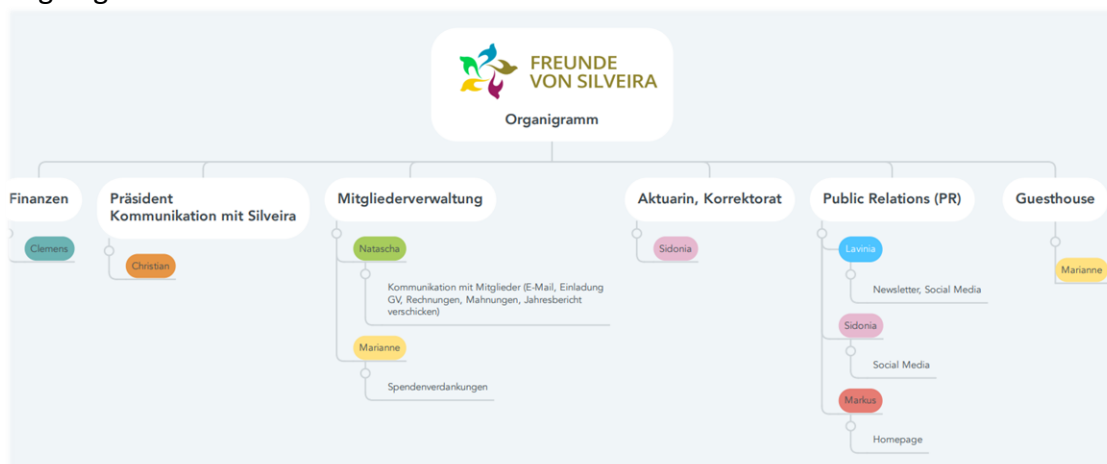 FREUNDE
VON SILVEIRA
Organigramm
Finanzen
Clemens
Präsident
Kommunikation mit Silveira
Christian
Mitgliederverwaltung
Natascha
Kommunikation mit Mitglieder (E-Mail, Einladung
GV, Rechnungen, Mahnungen, Jahresbericht
verschicken)
Marianne
Spendenverdankungen
Aktuarin, Korrektorat
Sidonia
Public Relations (PR)
Lavinia
Newsletter, Social Media
Sidonia
Social Media
Markus
Homepage
Guesthouse
Marianne